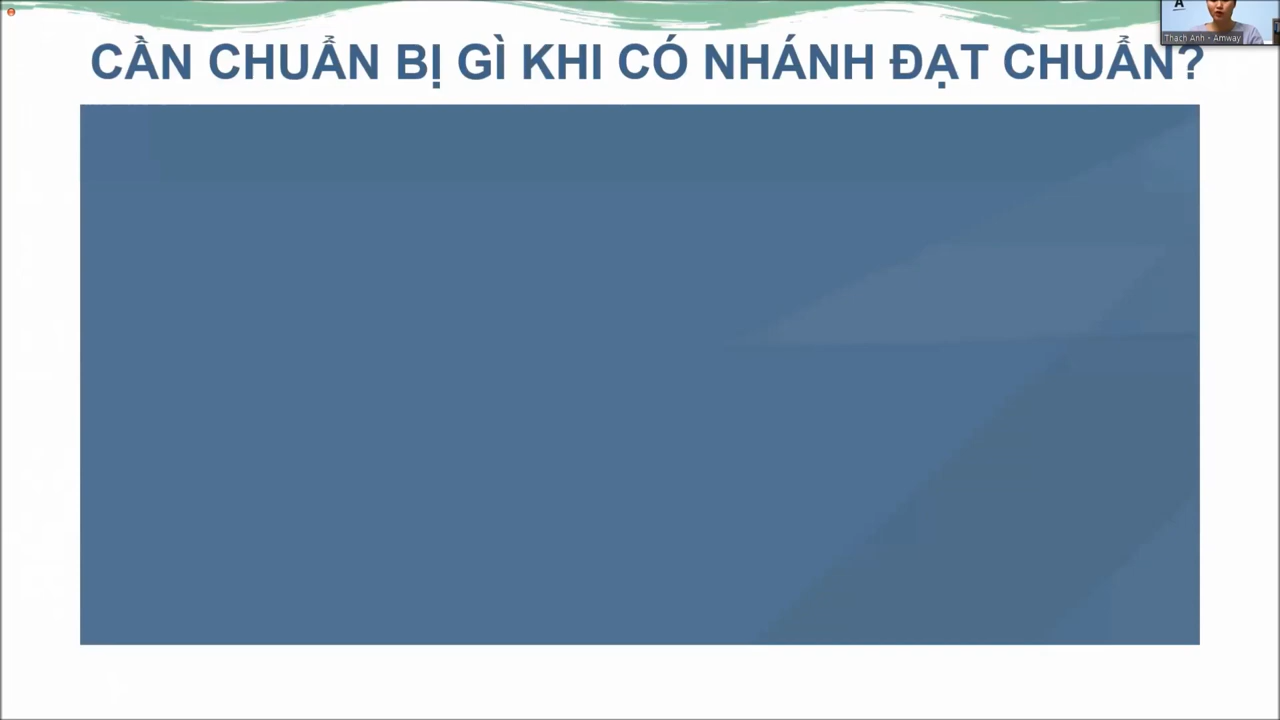 CẦN CHUẨN BỊ GÌ KHI CÓ NHÁNH ĐẠT CHUẨN?
A
Thach Anh - Amway